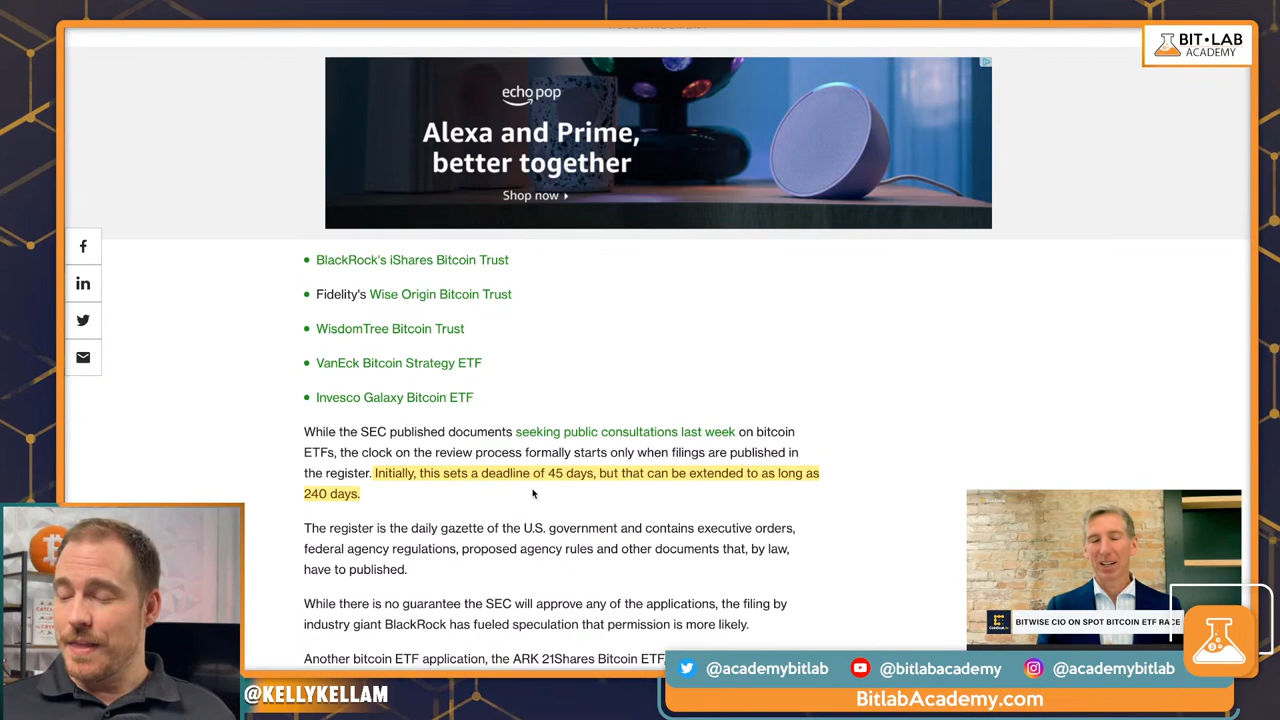 BIT•LAB
ACADEMY
echo pop
Alexa and Prime,
better together
Shop now
BlackRock's iShares Bitcoin Trust
Fidelity's Wise Origin Bitcoin Trust
WisdomTree Bitcoin Trust
VanEck Bitcoin Strategy ETF
Invesco Galaxy Bitcoin ETF
While the SEC published documents seeking public consultations last week on bitcoin
ETFs, the clock on the review process formally starts only when filings are published in
the register. Initially, this sets a deadline of 45 days, but that can be extended to as long as
240 days.
The register is the daily gazette of the U.S. government and contains executive orders,
federal agency regulations, proposed agency rules and other documents that, by law,
have to published.
While there is no guarantee the SEC will approve any of the applications, the filing by
industry giant BlackRock has fueled speculation that permission is more likely.
Another bitcoin ETF application, the ARK 21Shares Bitcoin ETF,
BITWISE CIO ON SPOT BITCOIN ETF RACE
@KELLYKELLAM
@academybitlab
@bitlabacademy
@academybitlab
BitlabAcademy.com